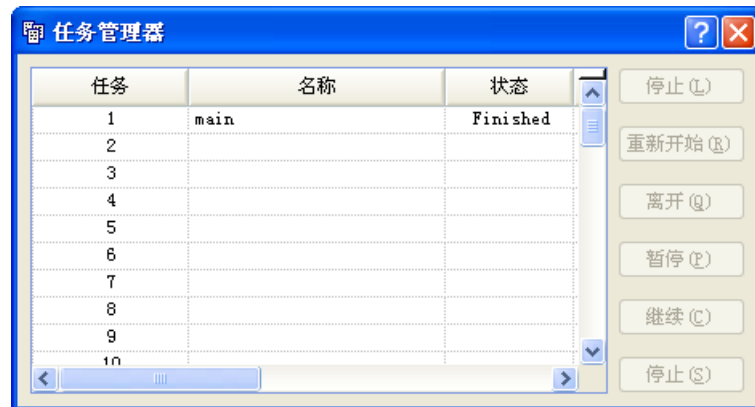 任务管理器
任务 名称 状态
1 main Finished
2
3
4
5
6
7
8
9
10
停止(L)
重新开始(R)
离开(Q)
暂停(P)
继续(C)
停止(S)